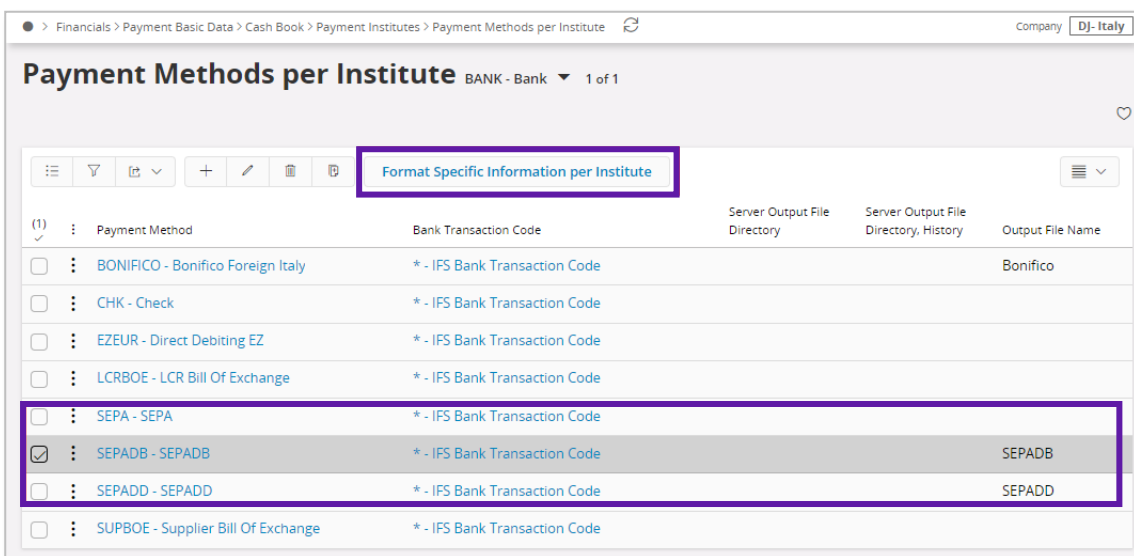 > Financials > Payment Basic Data > Cash Book > Payment Institutes > Payment Methods per Institute Company DJ- Italy
Payment Methods per Institute BANK - Bank 1 of 1
Format Specific Information per Institute
(1) Payment Method Bank Transaction Code Server Output File Directory Server Output File Directory, History Output File Name
BONIFICO - Bonifico Foreign Italy * - IFS Bank Transaction Code Bonifico
CHK - Check * - IFS Bank Transaction Code
EZEUR - Direct Debiting EZ * - IFS Bank Transaction Code
LCRBOE - LCR Bill Of Exchange * - IFS Bank Transaction Code
SEPA - SEPA * - IFS Bank Transaction Code
SEPADB - SEPADB * - IFS Bank Transaction Code SEPADB
SEPADD - SEPADD * - IFS Bank Transaction Code SEPADD
SUPBOE - Supplier Bill Of Exchange * - IFS Bank Transaction Code